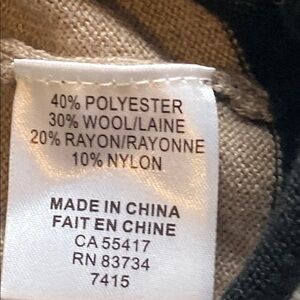 40% POLYESTER
30% WOOL/LAINE
20% RAYON/RAYONNE
10% NYLON
MADE IN CHINA
FAIT EN CHINE
CA 55417
RN 83734
7415